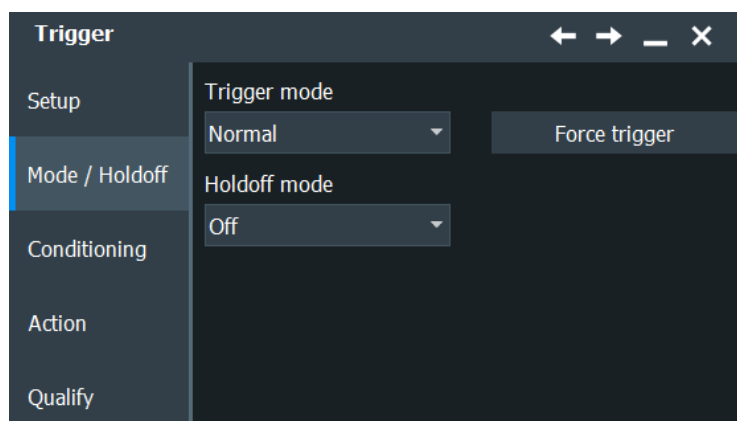 Trigger
Setup
Mode / Holdoff
Conditioning
Action
Qualify
Trigger mode
Normal
Force trigger
Holdoff mode
Off